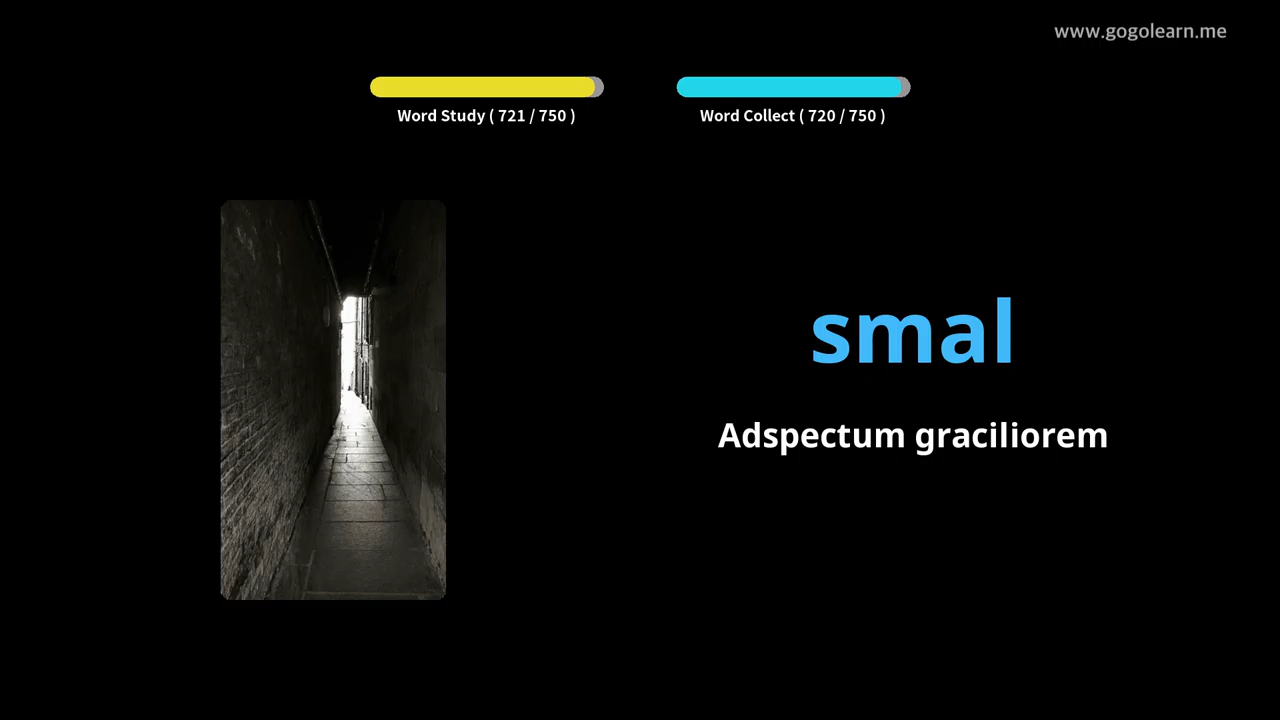 www.gogolearn.me
Word Study ( 721 / 750 )
Word Collect ( 720 / 750 )
smal
Adspectum graciliorem